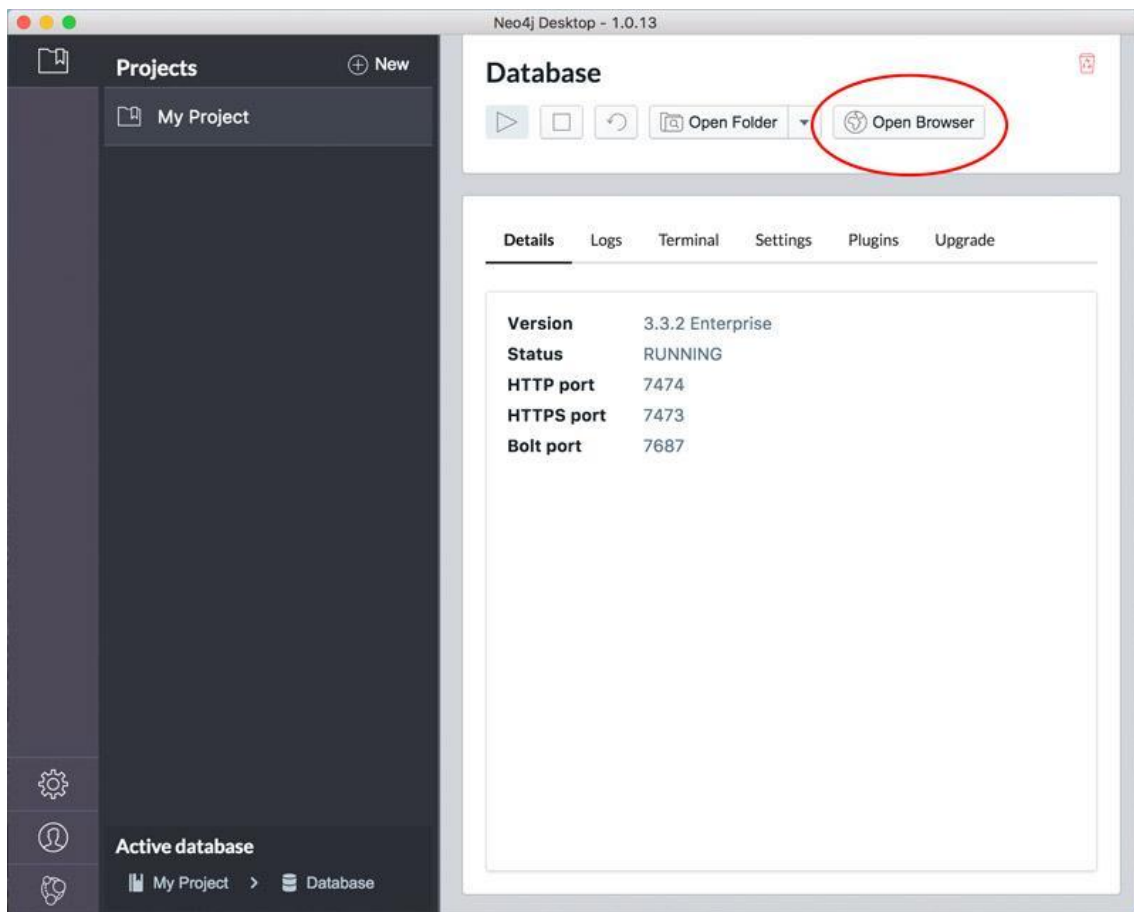 Neo4j Desktop - 1.0.13
Projects
New
My Project
Database
Open Folder
Open Browser
Details Logs Terminal Settings Plugins Upgrade
Version 3.3.2 Enterprise
Status RUNNING
HTTP port 7474
HTTPS port 7473
Bolt port 7687
Active database
My Project > Database